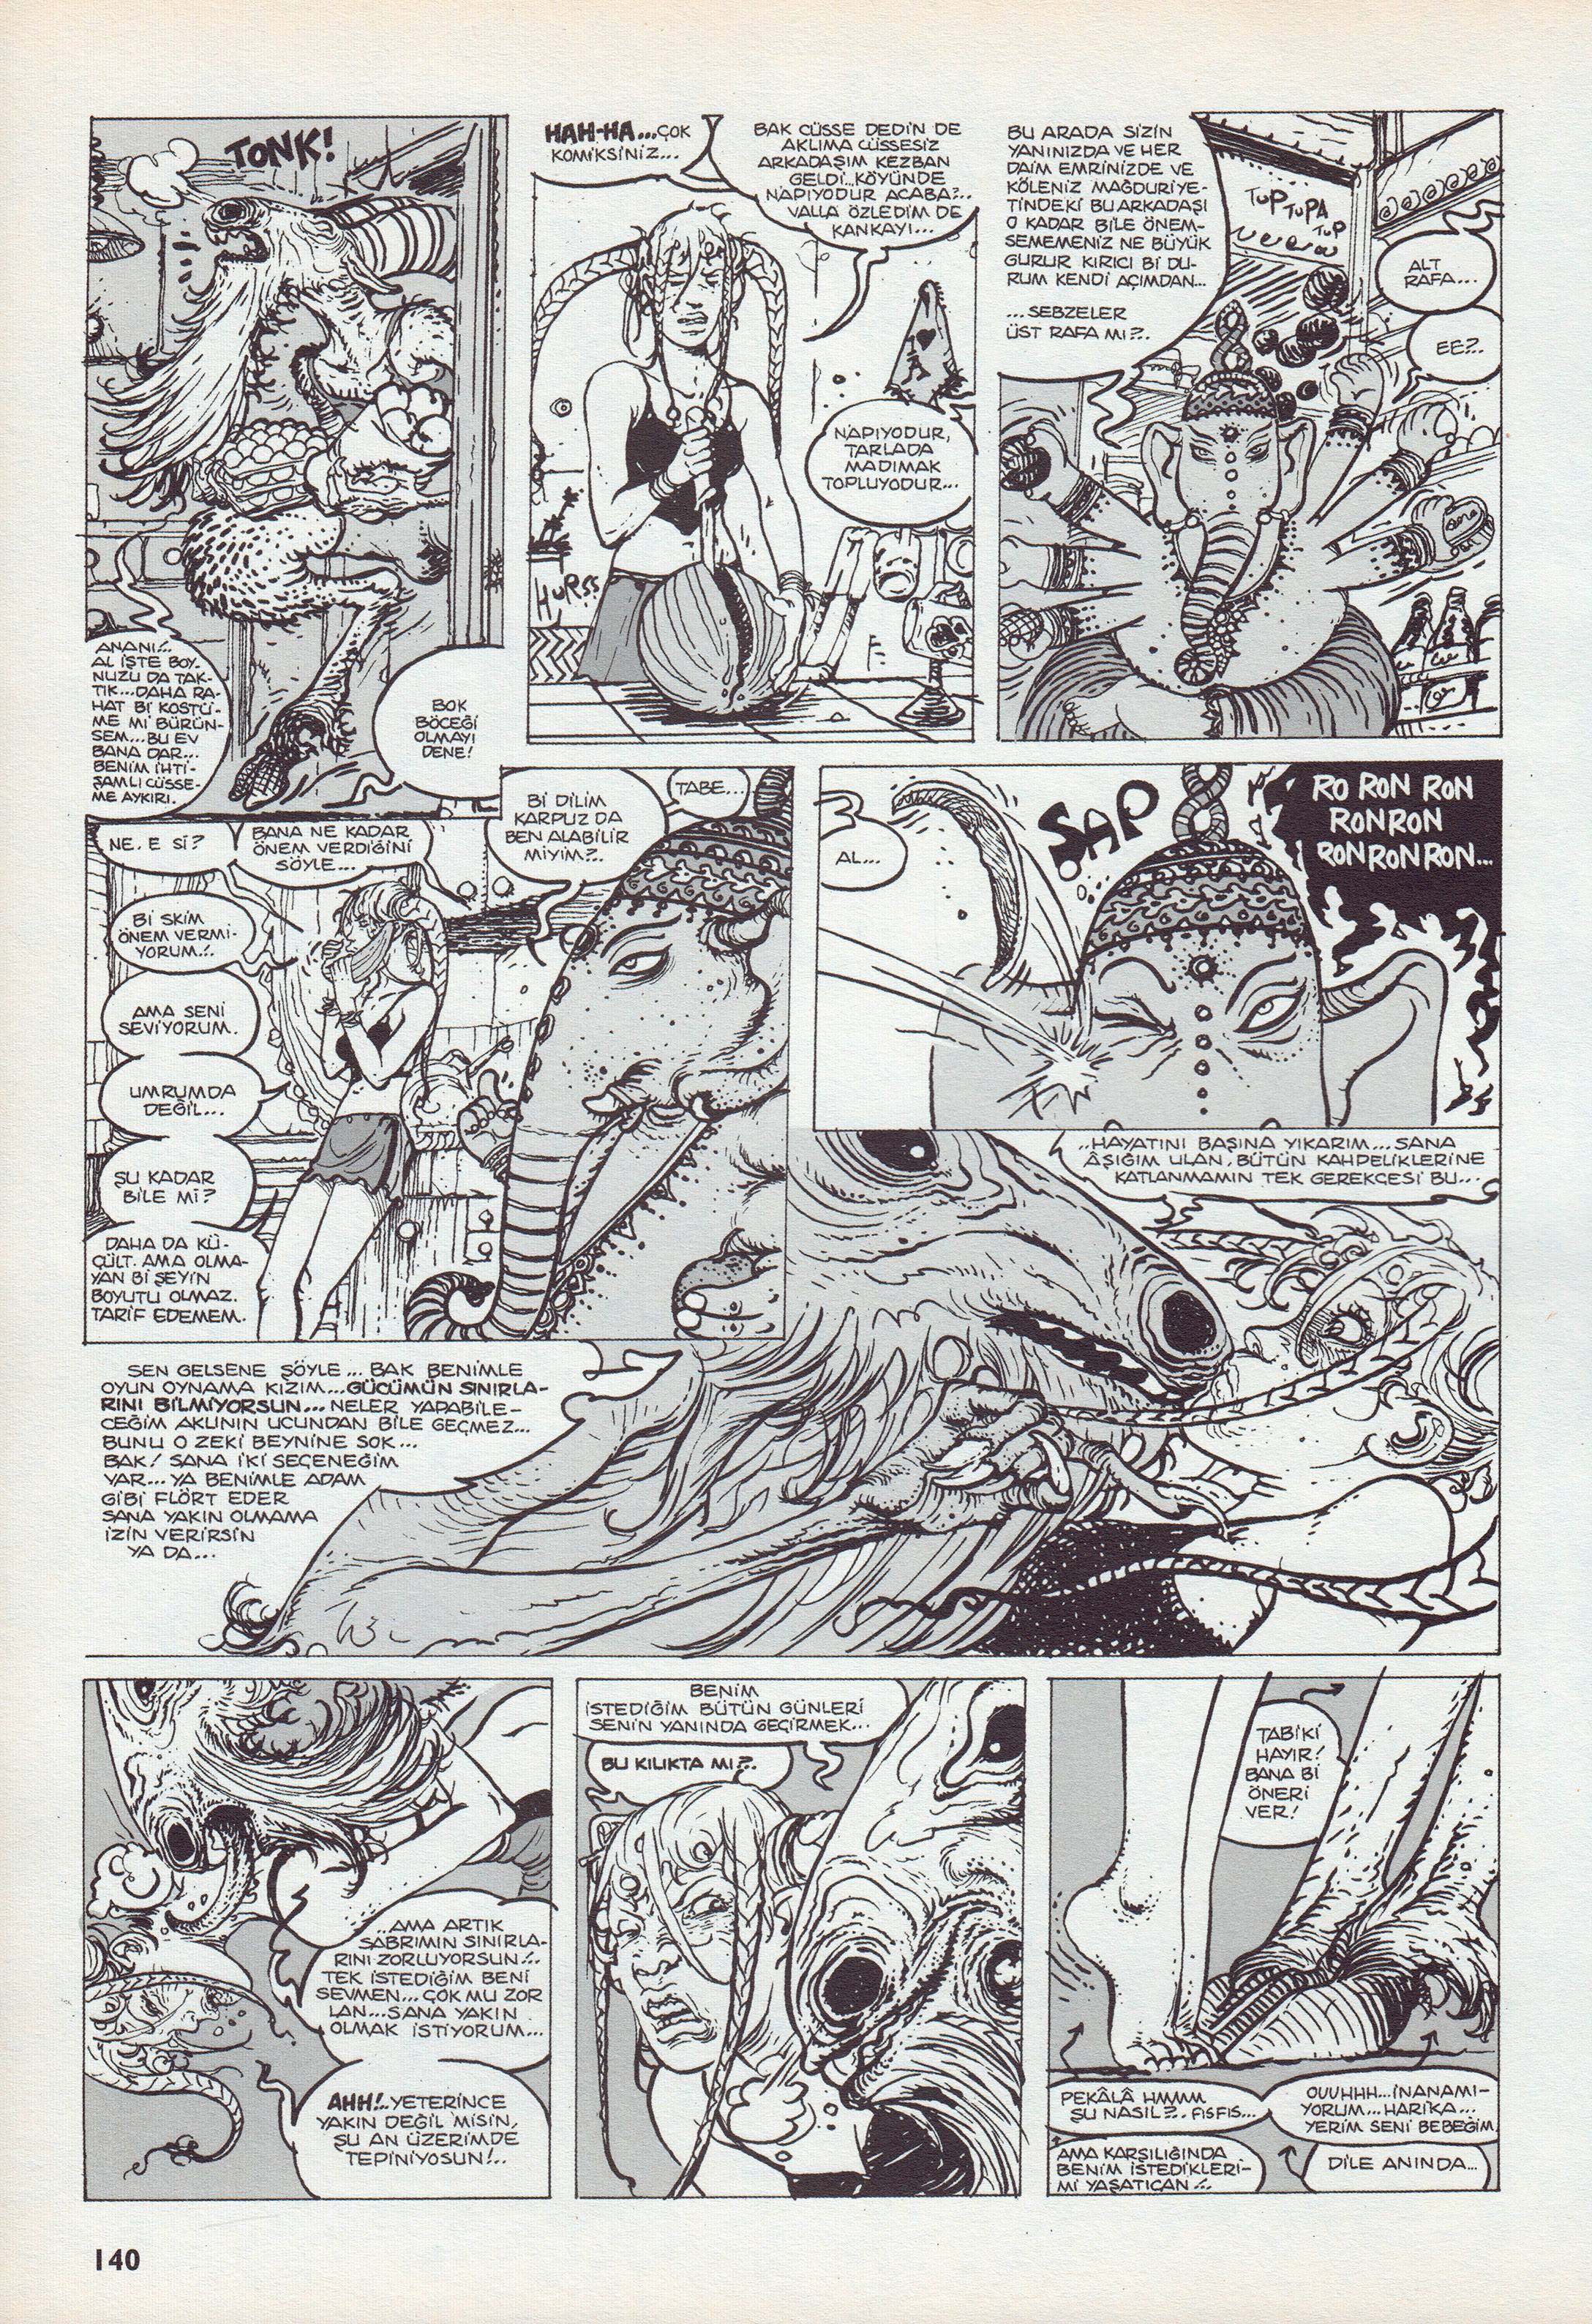 TONK!
ANANI!..
AL İŞTE BOY-
NUZU DA TAK-
TIK...DAHA RA-
HAT Bİ KOSTÜ-
ME Mİ BÜRÜN-
SEM...BU EV
BANA DAR...
BENİM İHTİ-
ŞAMLI CÜSSE-
ME AYKIRI.
BOK
BÖCEĞİ
OLMAYI
DENE!
HAH-HA...ÇOK
KOMİKSİNİZ...
BAK CÜSSE DEDİN DE
AKLIMA CÜSSESİZ
ARKADAŞIM KEZBAN
GELDİ...KÖYÜNDE
NAPIYODUR ACABA?..
VALLA ÖZLEDİM DE
KANKAYI...
NAPIYODUR,
TARLADA
MADIMAK
TOPLUYODUR...
HURSS
BU ARADA SİZİN
YANINIZDA VE HER
DAİM EMRİNİZDE VE
KÖLENİZ MAĞDURİYE-
TİNDEKİ BU ARKADAŞI
O KADAR BİLE ÖNEM-
SEMEMENİZ NE BÜYÜK
GURUR KIRICI Bİ DU-
RUM KENDİ AÇIMDAN...
...SEBZELER
ÜST RAFA MI?..
TUP TUPA
TUP
ALT
RAFA...
EE?..
NE. E Sİ?
BANA NE KADAR
ÖNEM VERDİĞİNİ
SÖYLE...
Bİ SKİM
ÖNEM VERMİ-
YORUM!..
AMA SENİ
SEVİYORUM.
UMRUMDA
DEĞİL...
ŞU KADAR
BİLE Mİ?
DAHA DA KÜ-
ÇÜLT. AMA OLMA-
YAN Bİ ŞEYİN
BOYUTU OLMAZ.
TARİF EDEMEM.
Bİ DİLİM
KARPUZ DA
BEN ALABİLİR
MİYİM?..
TABE...
AL...
ŞAP
RO RON RON
RON RON
RON RON RON...
SEN GELSENE ŞÖYLE... BAK BENİMLE
OYUN OYNAMA KIZIM...GÜCÜMÜN SINIRLA-
RINI BİLMİYORSUN... NELER YAPABİLE-
CEĞİM AKLININ UCUNDAN BİLE GEÇMEZ...
BUNU O ZEKİ BEYNİNE SOK...
BAK! SANA İKİ SEÇENEĞİM
VAR...YA BENİMLE ADAM
GİBİ FLÖRT EDER
SANA YAKIN OLMAMA
İZİN VERİRSİN
YA DA...
..HAYATINI BAŞINA YIKARIM...SANA
ÂŞIĞIM ULAN, BÜTÜN KAHPELİKLERİNE
KATLANMAMIN TEK GEREKÇESİ BU...
..AMA ARTIK
SABRIMIN SINIRLA-
RINI ZORLUYORSUN!..
TEK İSTEDİĞİM BENİ
SEVMEN... ÇOK MU ZOR
LAN...SANA YAKIN
OLMAK İSTİYORUM...
AHH!..YETERİNCE
YAKIN DEĞİL MİSİN,
ŞU AN ÜZERİMDE
TEPİNİYOSUN!..
BENİM
İSTEDİĞİM BÜTÜN GÜNLERİ
SENİN YANINDA GEÇİRMEK...
BU KILIKTA MI?..
TABİKİ
HAYIR!
BANA Bİ
ÖNERİ
VER!
PEKÂLÂ HMMM
ŞU NASIL?.. FISFIS...
OUUHHH...İNANAMI-
YORUM...HARİKA...
YERİM SENİ BEBEĞİM
AMA KARŞILIĞINDA
BENİM İSTEDİKLERİ-
Mİ YAŞATICAN!..
DİLE ANINDA...
140